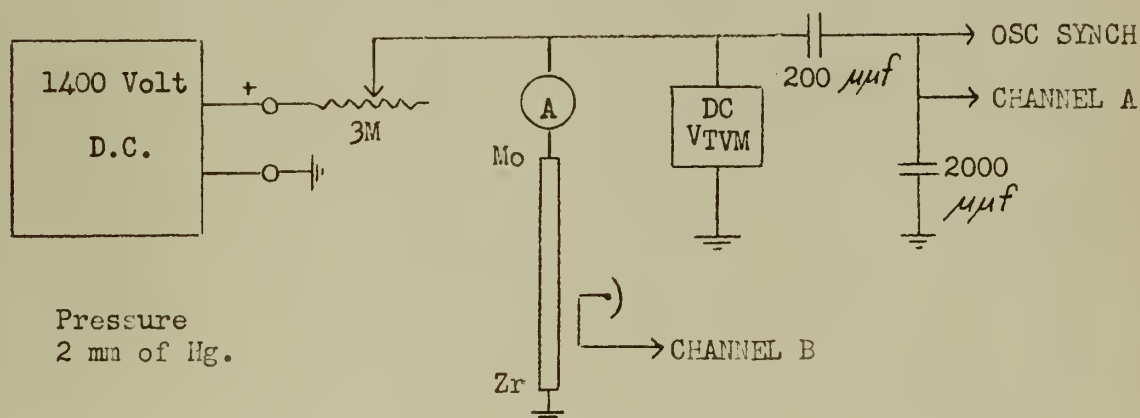 1400 Volt
D.C.
+
3M
A
Mo
Zr
DC
VTVM
200 μμf
2000
μμf
OSC SYNCH
CHANNEL A
CHANNEL B
Pressure
2 mm of Hg.